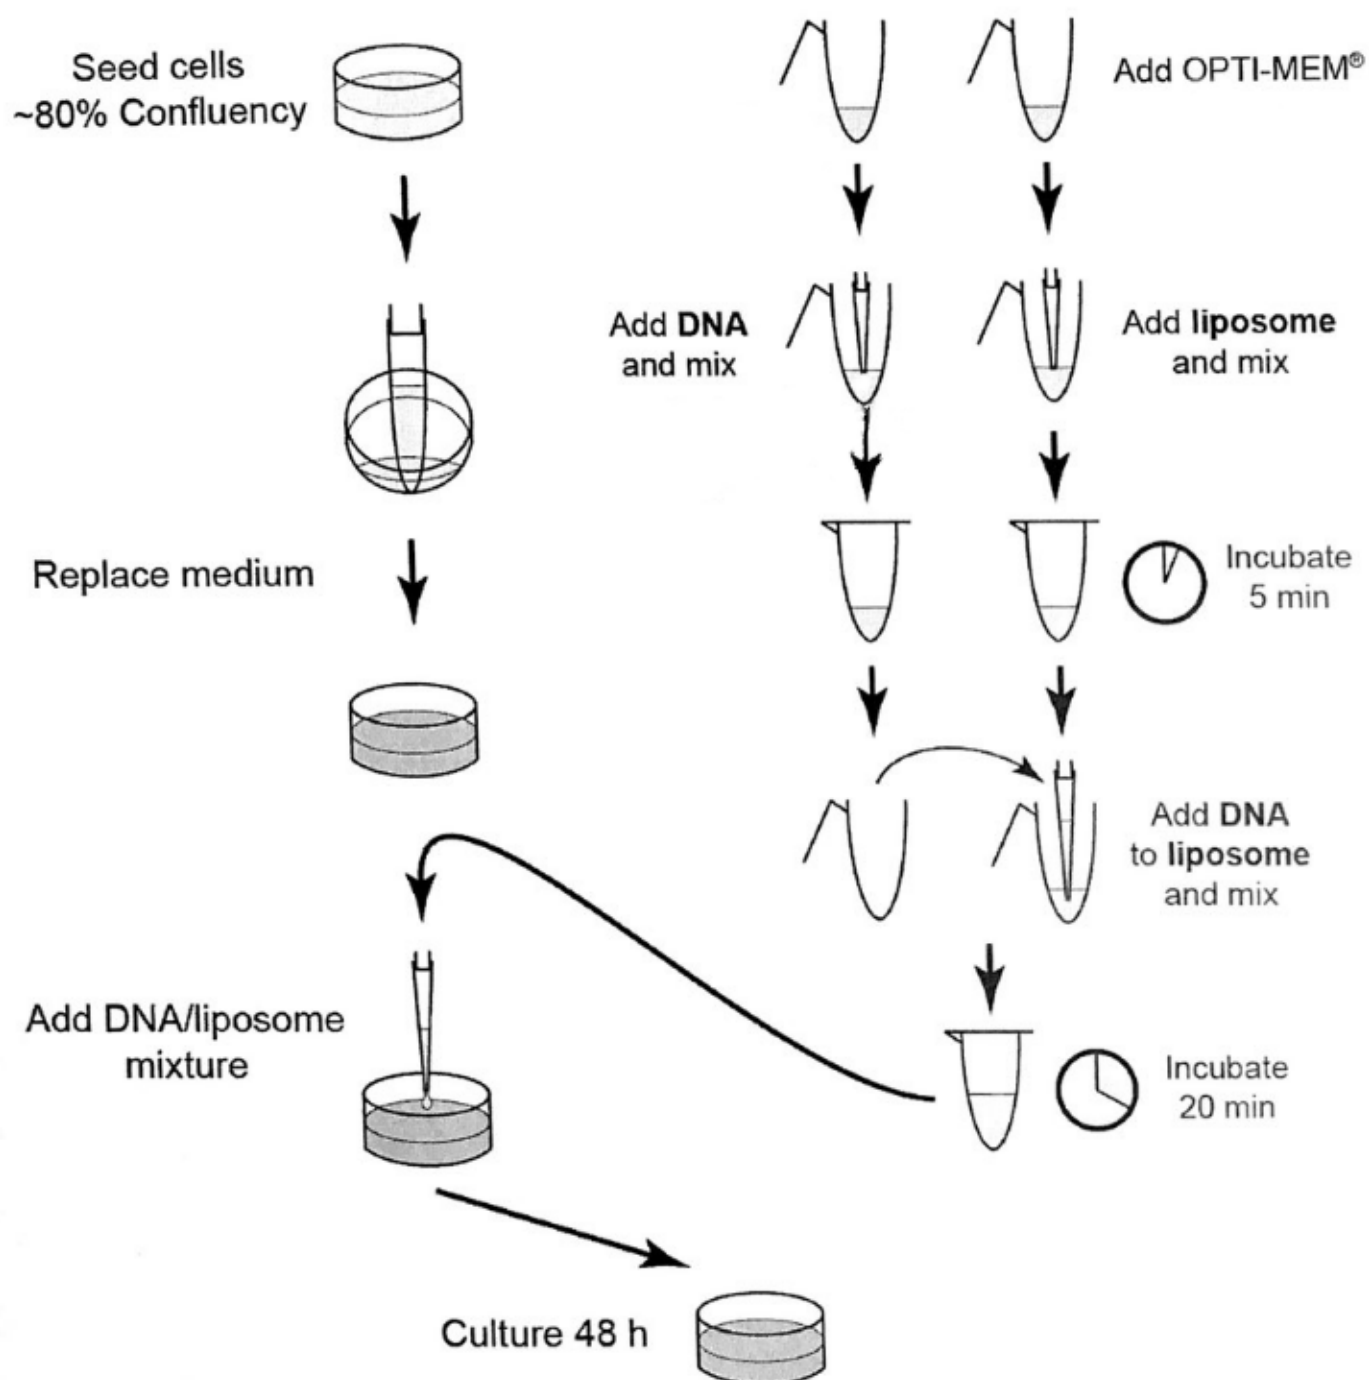 Seed cells
~80% Confluency
Add OPTI-MEM®
Add DNA
and mix
Add liposome
and mix
Replace medium
Incubate
5 min
Add DNA
to liposome
and mix
Add DNA/liposome
mixture
Incubate
20 min
Culture 48 h